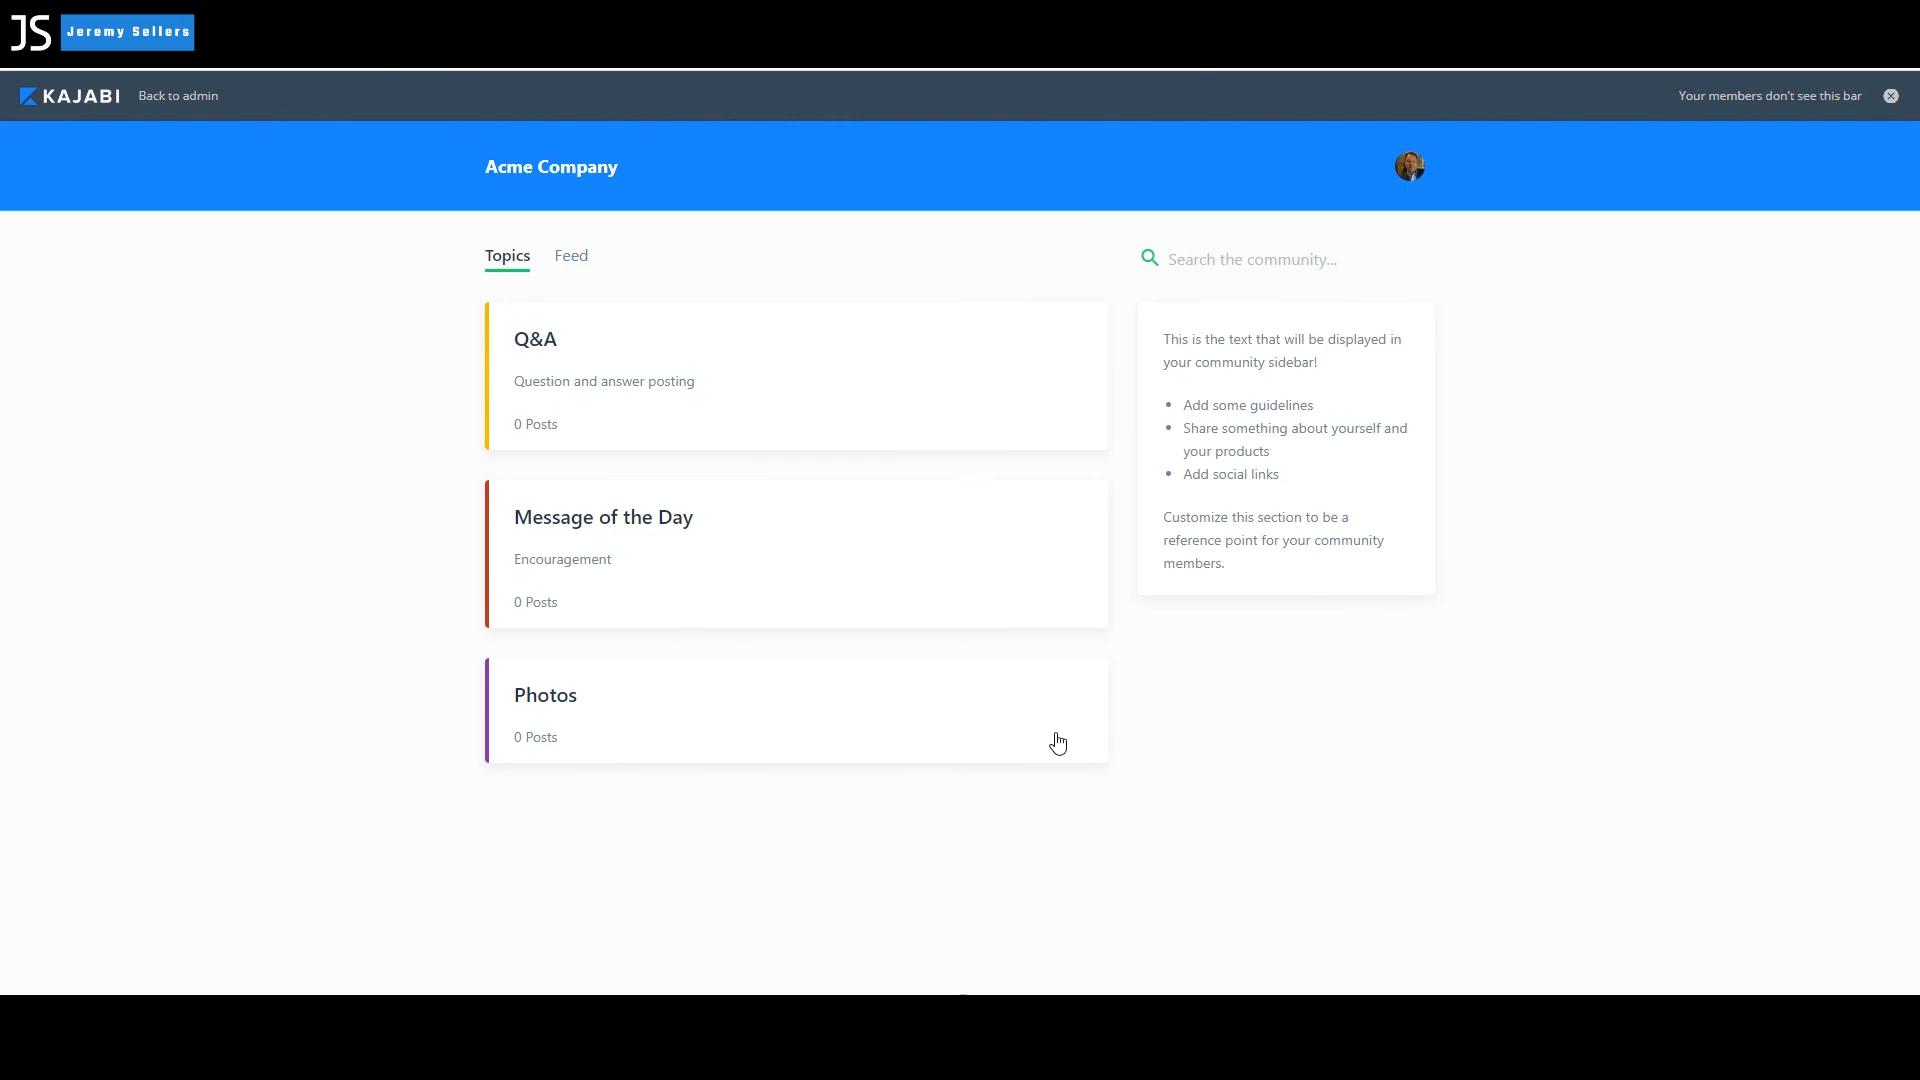 JS Jeremy Sellers
KAJABI Back to admin Your members don't see this bar
Acme Company
Topics Feed
Search the community...
Q&A
Question and answer posting
0 Posts
Message of the Day
Encouragement
0 Posts
Photos
0 Posts
This is the text that will be displayed in
your community sidebar!
• Add some guidelines
• Share something about yourself and
your products
• Add social links
Customize this section to be a
reference point for your community
members.